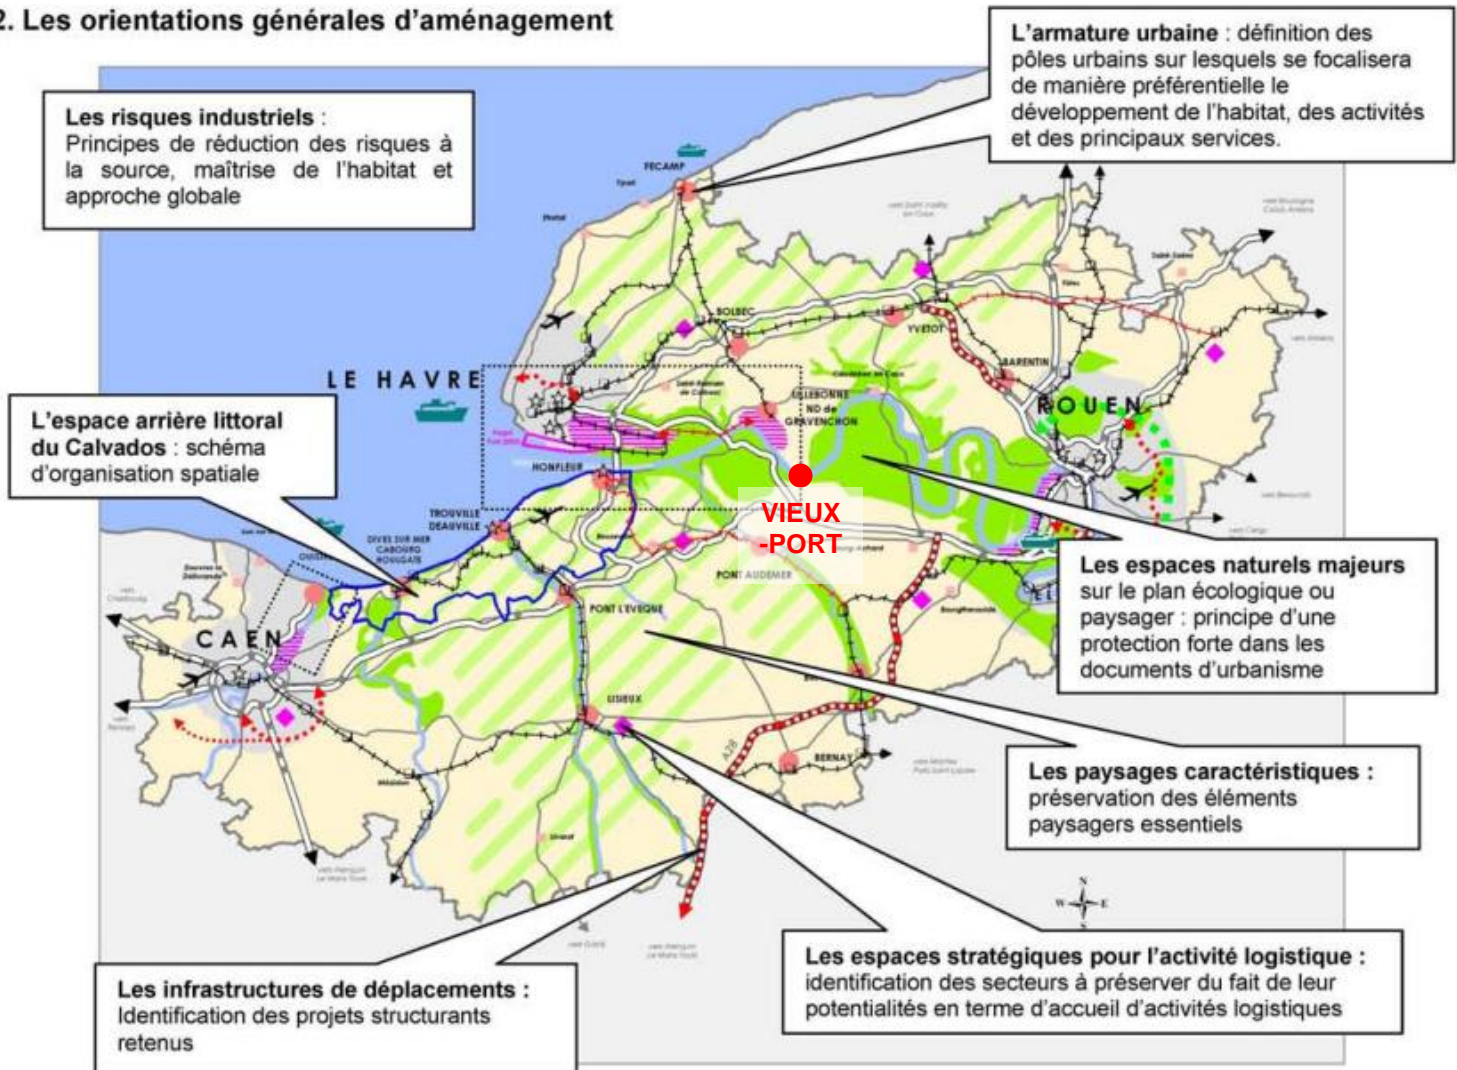 2. Les orientations générales d’aménagement
L’armature urbaine : définition des
pôles urbains sur lesquels se focalisera
de manière préférentielle le
développement de l’habitat, des activités
et des principaux services.
Les risques industriels :
Principes de réduction des risques à
la source, maîtrise de l’habitat et
approche globale
FECAMP
BOLBEC
YVETOT
BARENTIN
LE HAVRE
LILLEBONNE
ND de
GRAVENCHON
ROUEN
L’espace arrière littoral
du Calvados : schéma
d’organisation spatiale
HONFLEUR
VIEUX
-PORT
TROUVILLE
DEAUVILLE
DIVES SUR MER
CABOURG
HOULGATE
PONT AUDEMER
PONT L'EVEQUE
CAEN
Les espaces naturels majeurs
sur le plan écologique ou
paysager : principe d’une
protection forte dans les
documents d’urbanisme
LISIEUX
A28
BERNAY
Les paysages caractéristiques :
préservation des éléments
paysagers essentiels
N
W
E
S
Les espaces stratégiques pour l’activité logistique :
identification des secteurs à préserver du fait de leur
potentialités en terme d’accueil d’activités logistiques
Les infrastructures de déplacements :
Identification des projets structurants
retenus